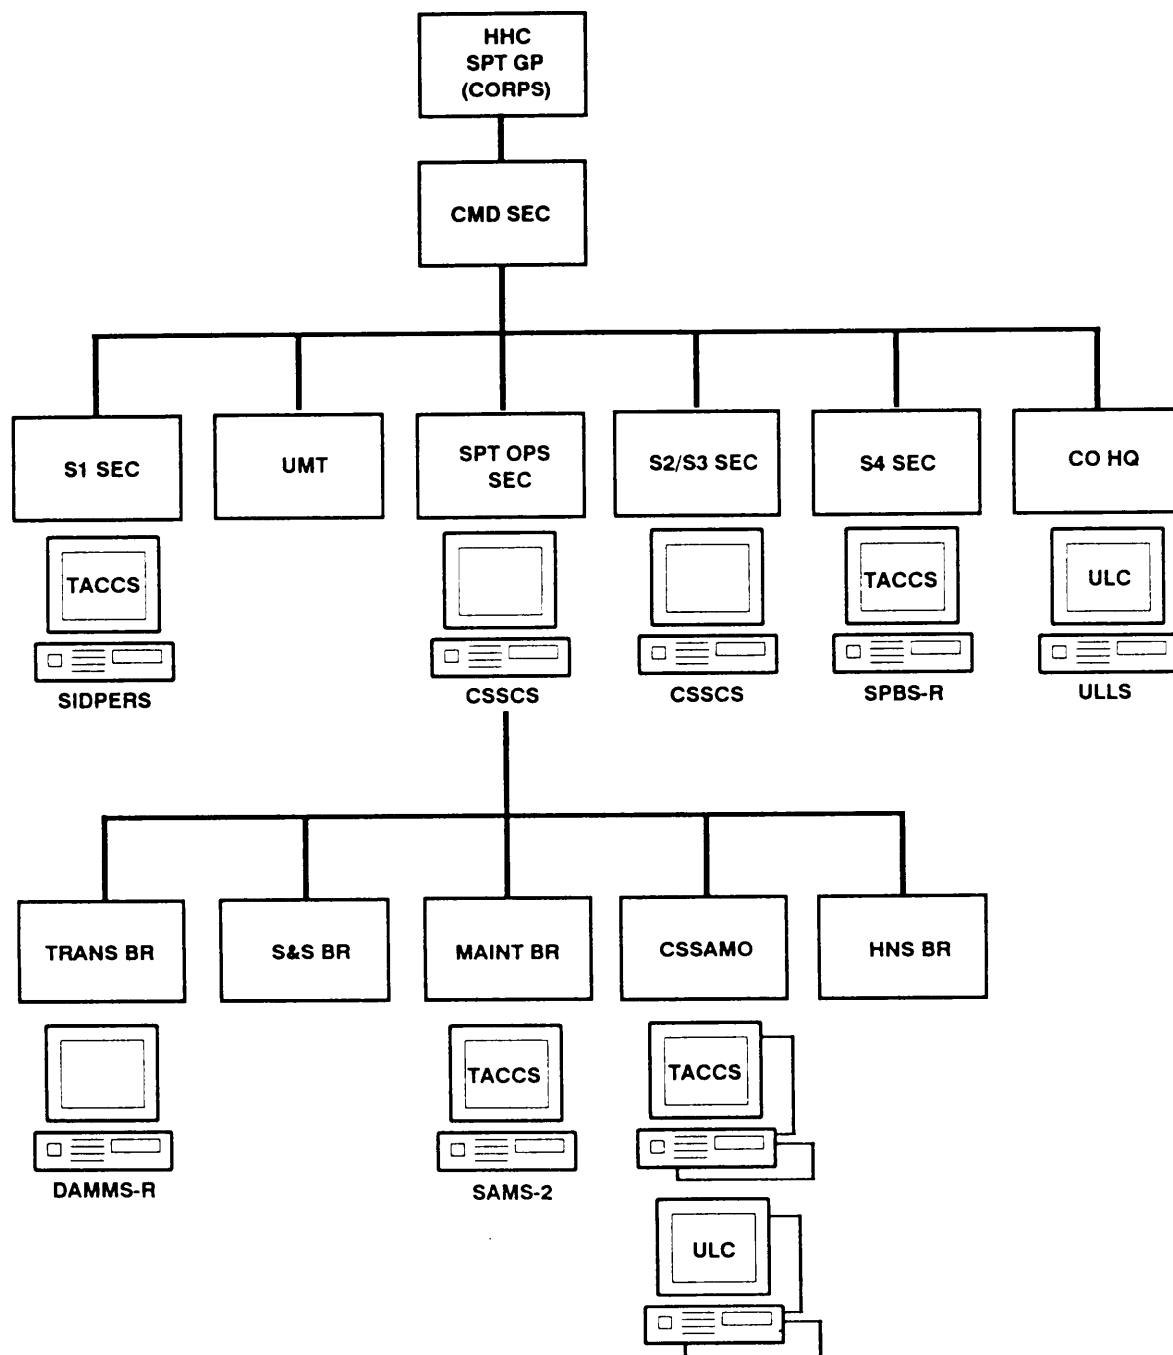 HHC
SPT GP
(CORPS)
CMD SEC
S1 SEC
UMT
SPT OPS
SEC
S2/S3 SEC
S4 SEC
CO HQ
TACCS
TACCS
ULC
SIDPERS
CSSCS
CSSCS
SPBS-R
ULLS
TRANS BR
S&S BR
MAINT BR
CSSAMO
HNS BR
TACCS
TACCS
DAMMS-R
SAMS-2
ULC